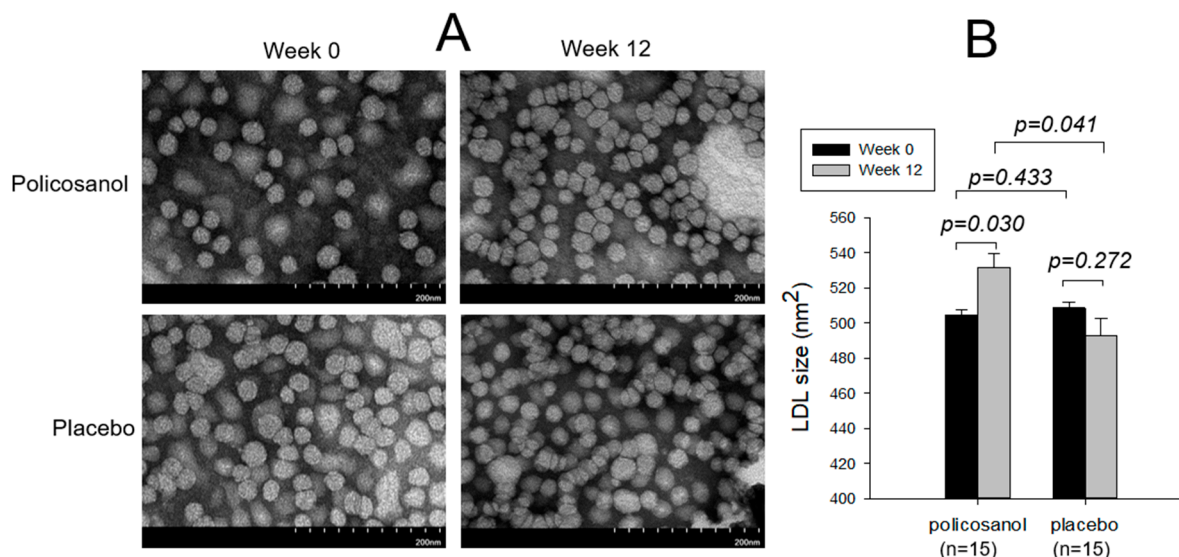 A
Week 0
Week 12
Policosanol
Placebo
200nm
200nm
200nm
200nm
B
Week 0
Week 12
p=0.041
p=0.433
p=0.030
p=0.272
LDL size (nm²)
560
540
520
500
480
460
440
420
400
policosanol
(n=15)
placebo
(n=15)